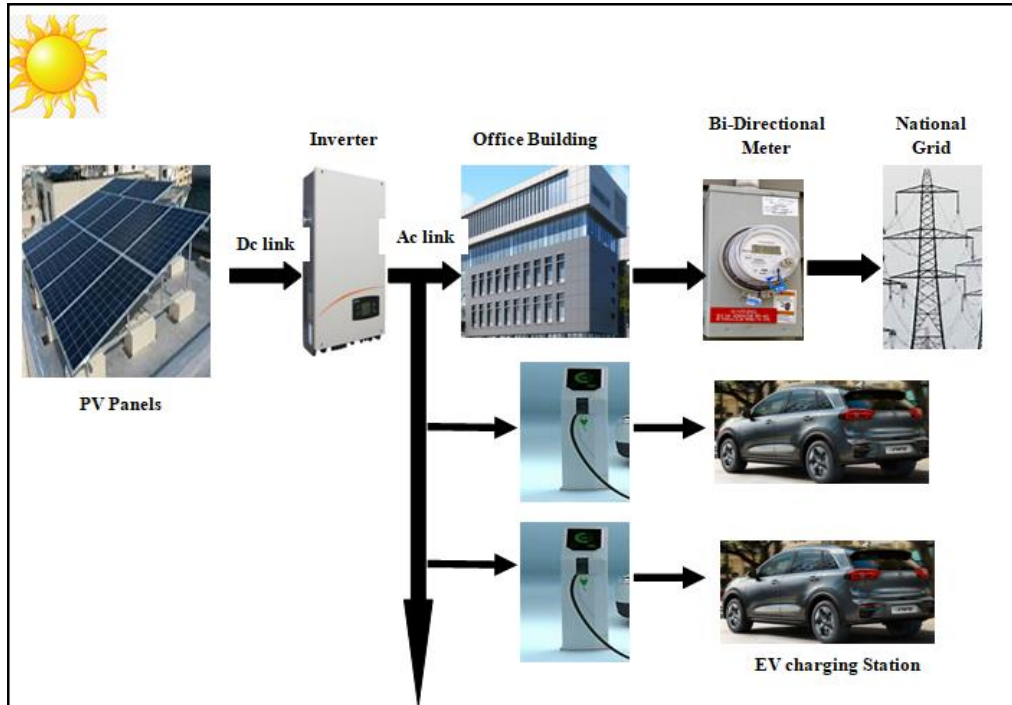 Inverter
Office Building
Bi-Directional
Meter
National
Grid
Dc link
Ac link
PV Panels
EV charging Station